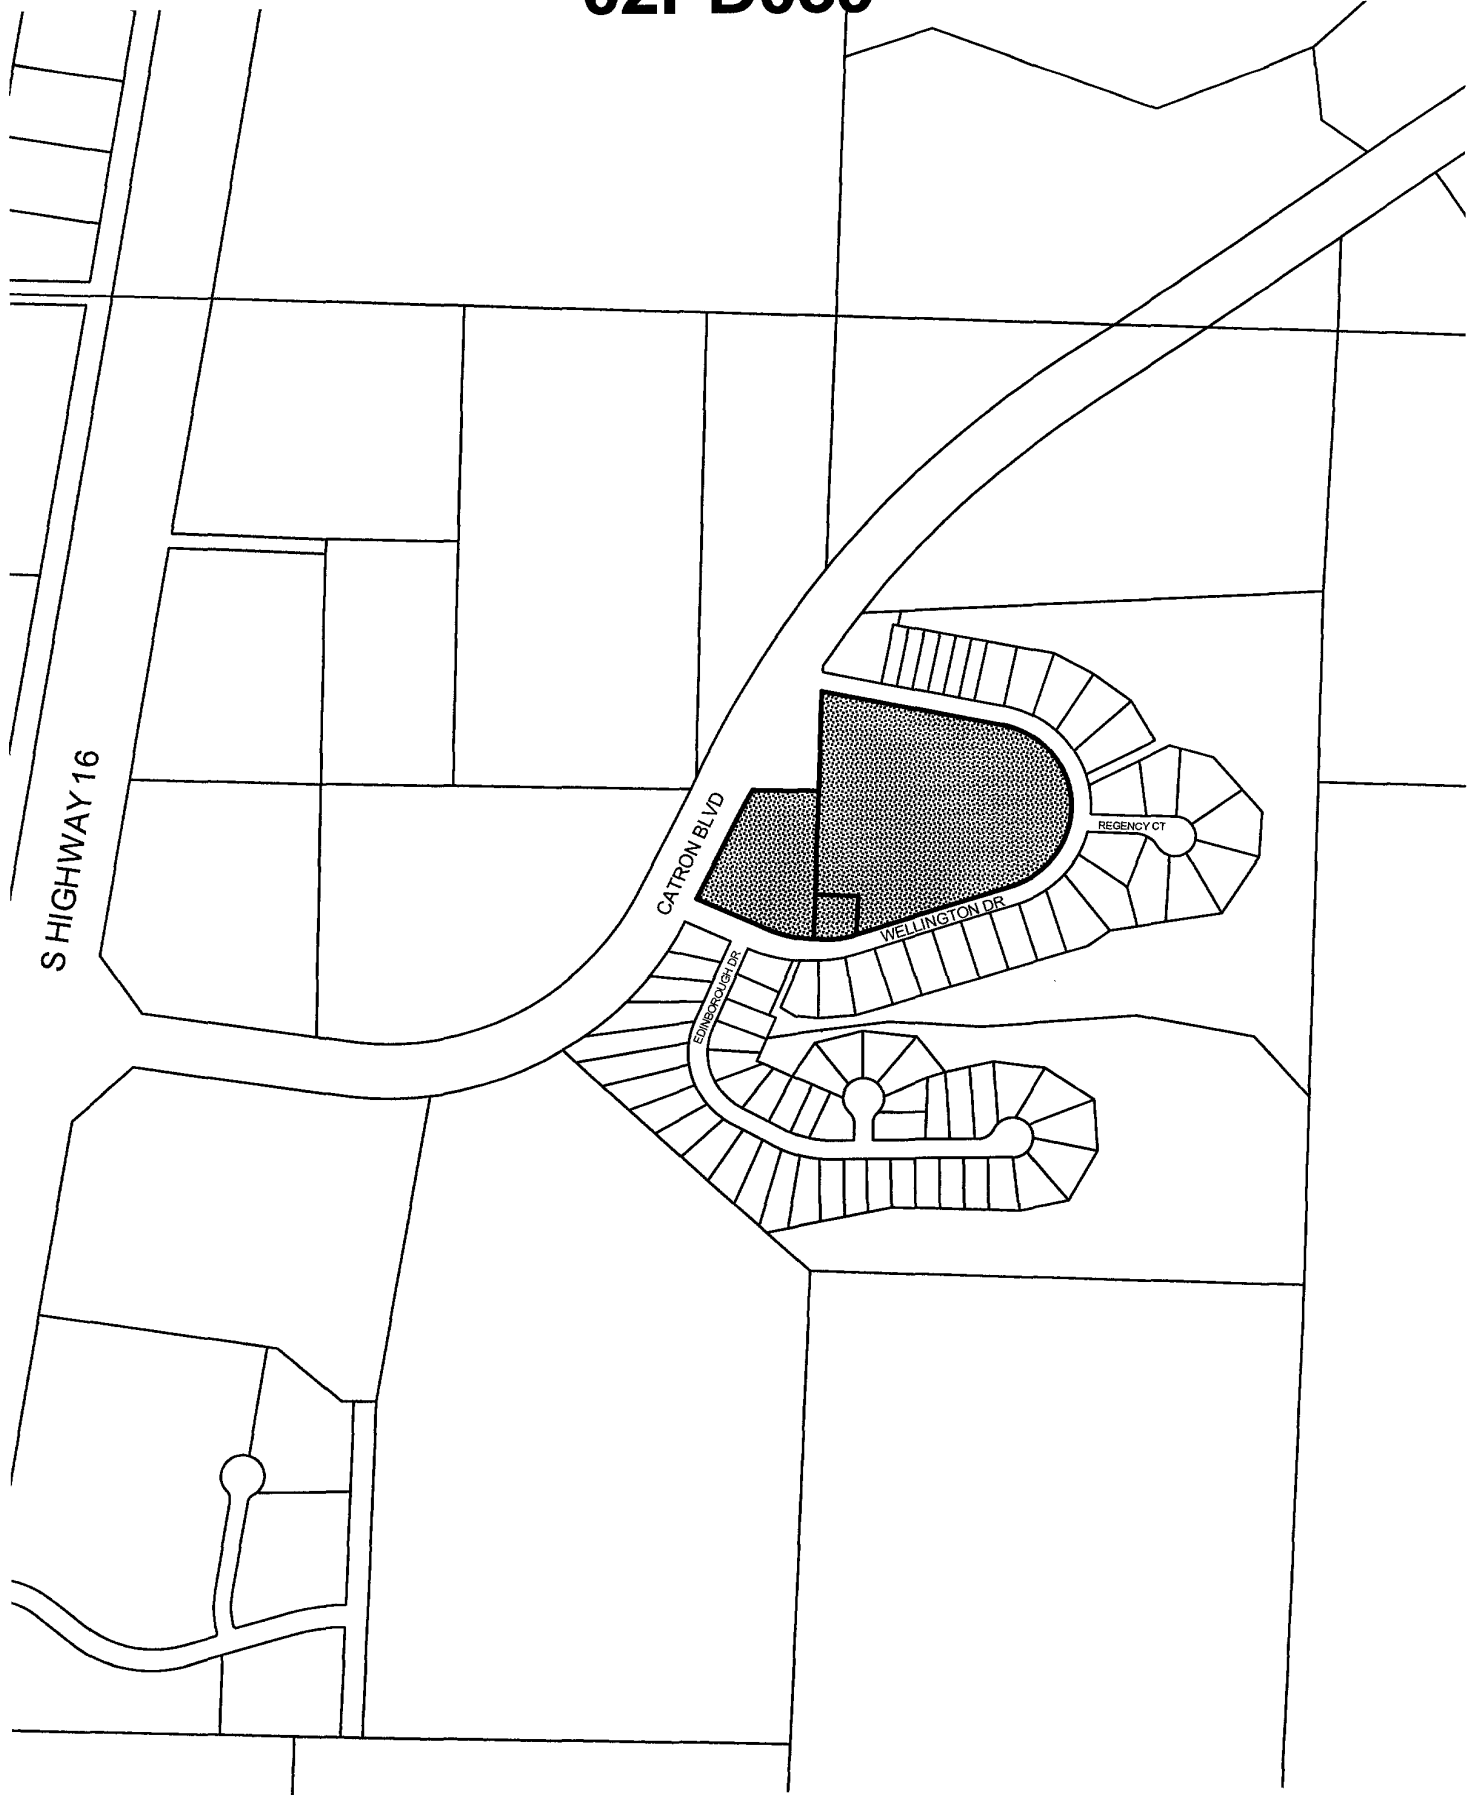 S HIGHWAY 16
CATRON BLVD
REGENCY CT
WELLINGTON DR
EDINBOROUGH DR